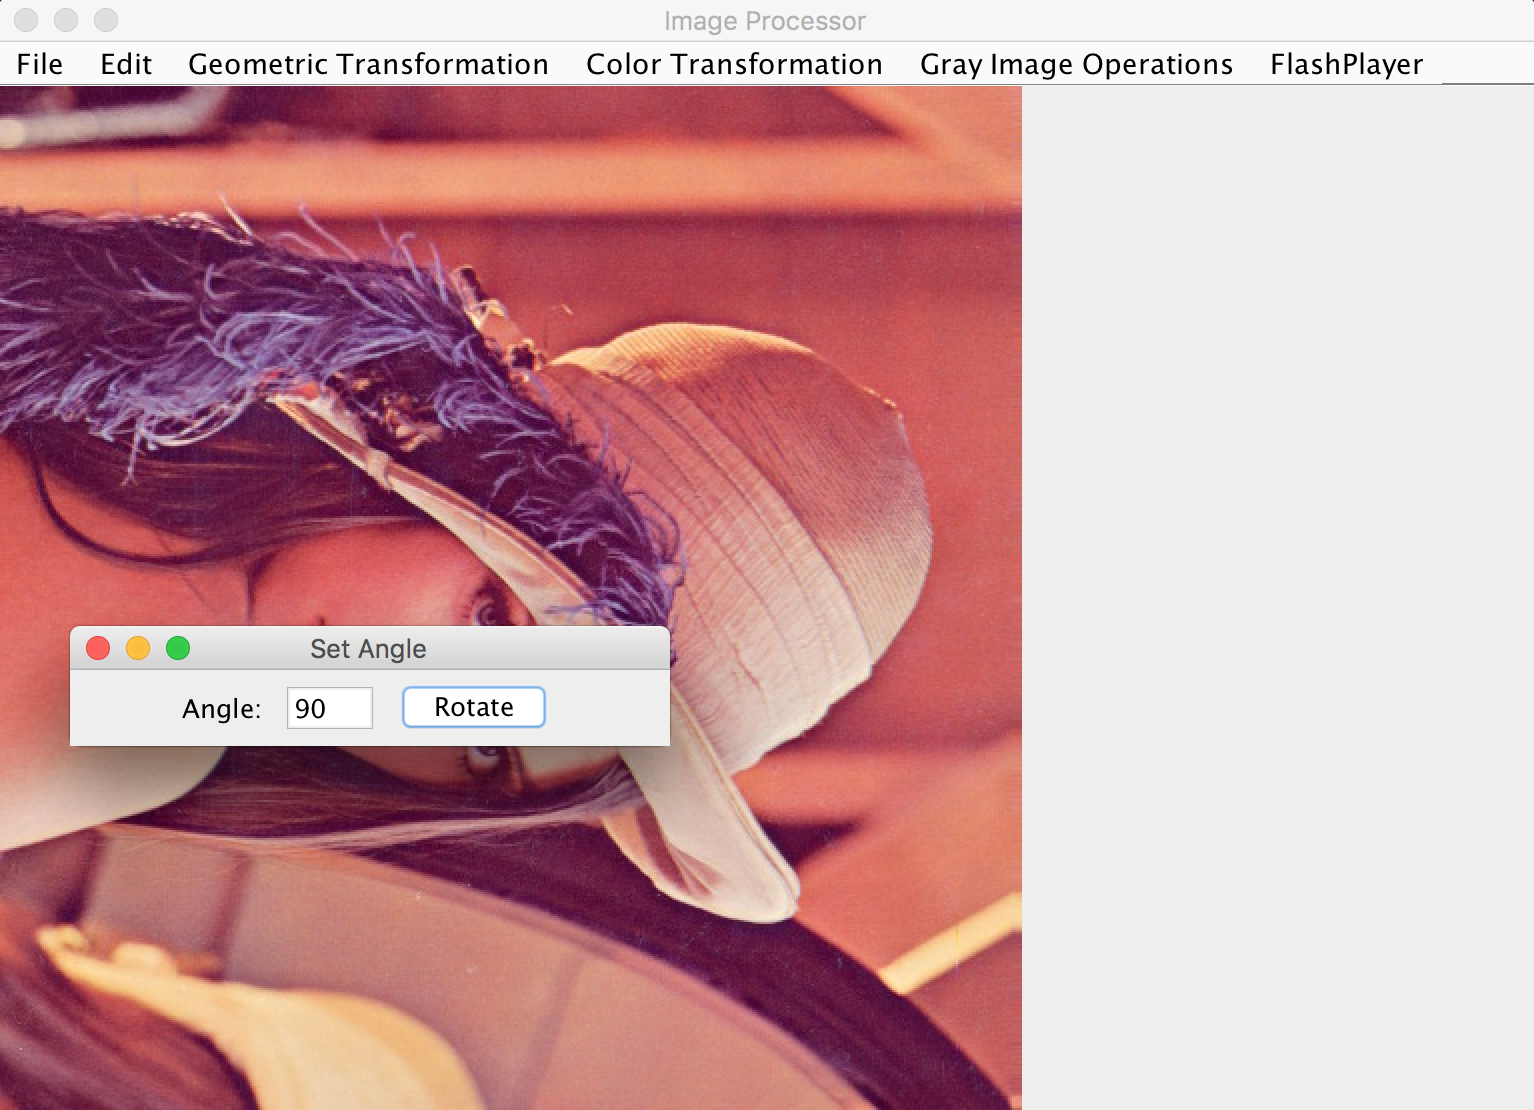 Image Processor
File Edit Geometric Transformation Color Transformation Gray Image Operations FlashPlayer
Set Angle
Angle: 90 Rotate